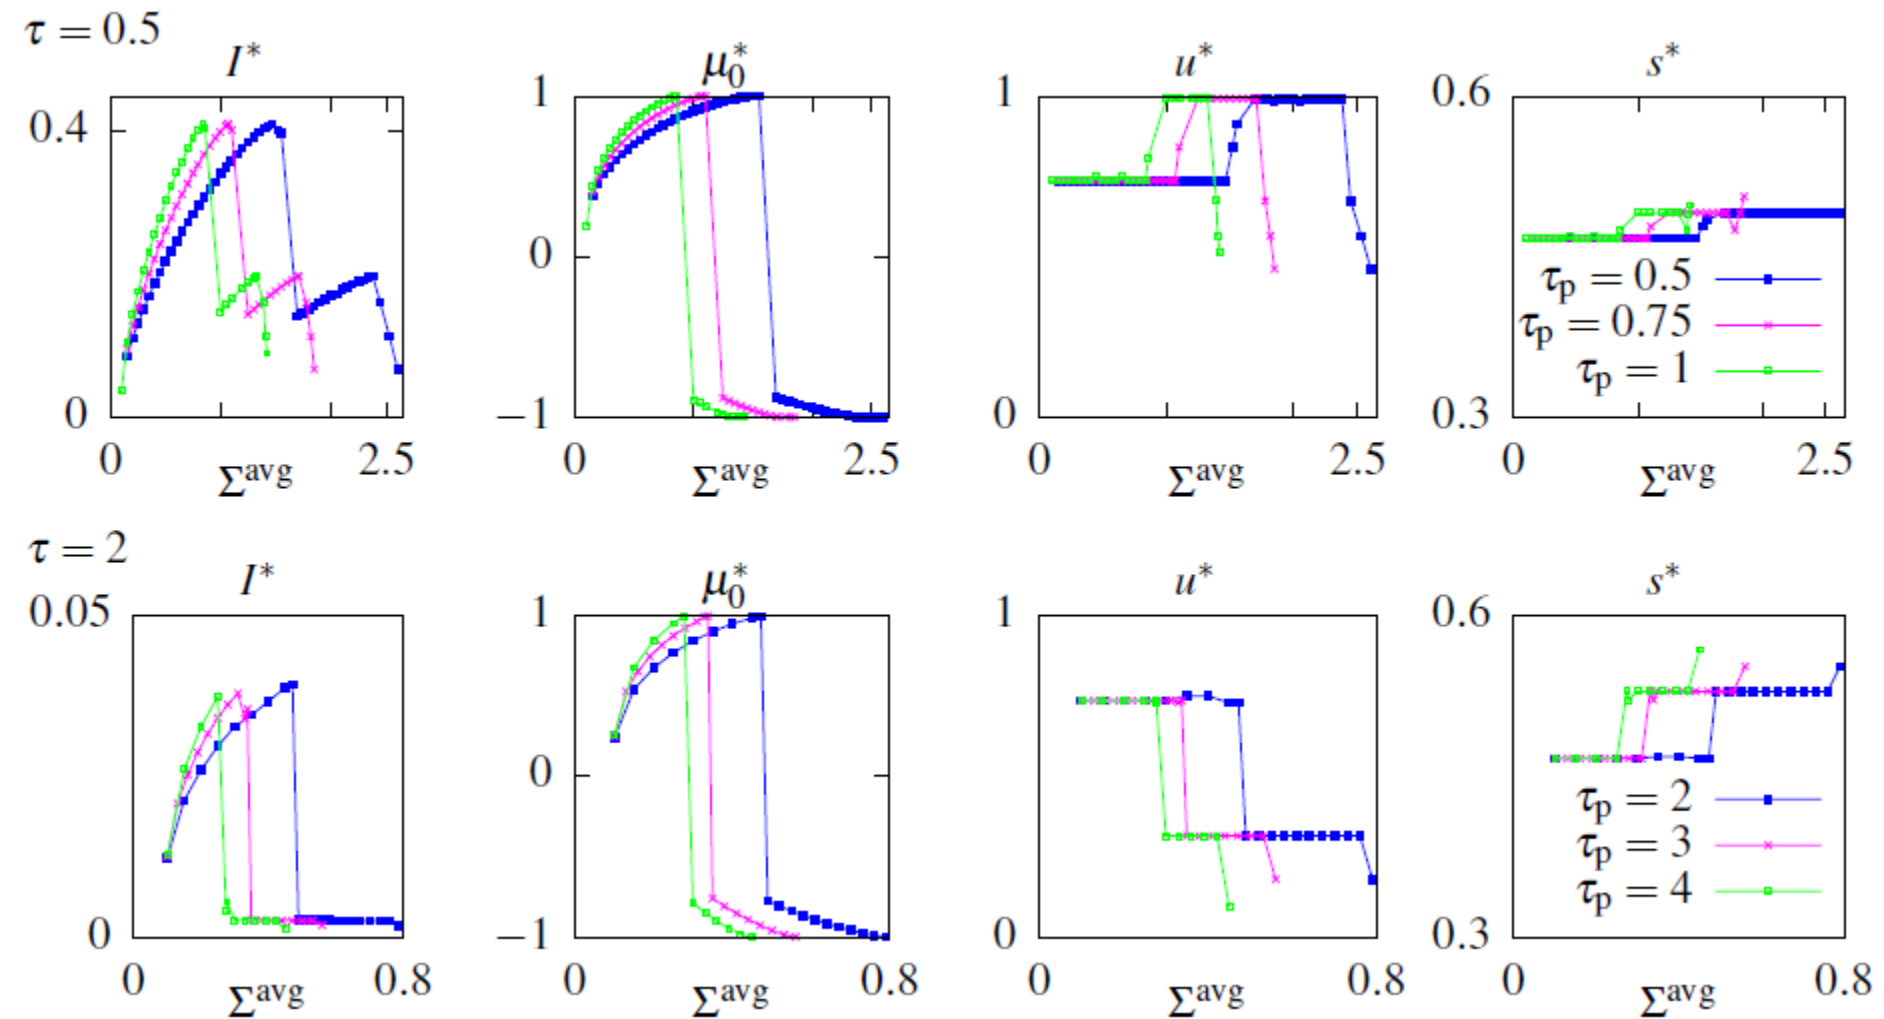 τ = 0.5
I* μ₀* u* s*
0.4 1 1 0.6
0
τₚ = 0.5
τₚ = 0.75
τₚ = 1
0 −1 0 0.3
0 2.5 0 2.5 0 2.5 0 2.5
Σᵃᵛᵍ Σᵃᵛᵍ Σᵃᵛᵍ Σᵃᵛᵍ
τ = 2
I* μ₀* u* s*
0.05 1 1 0.6
0
τₚ = 2
τₚ = 3
τₚ = 4
0 −1 0 0.3
0 0.8 0 0.8 0 0.8 0 0.8
Σᵃᵛᵍ Σᵃᵛᵍ Σᵃᵛᵍ Σᵃᵛᵍ